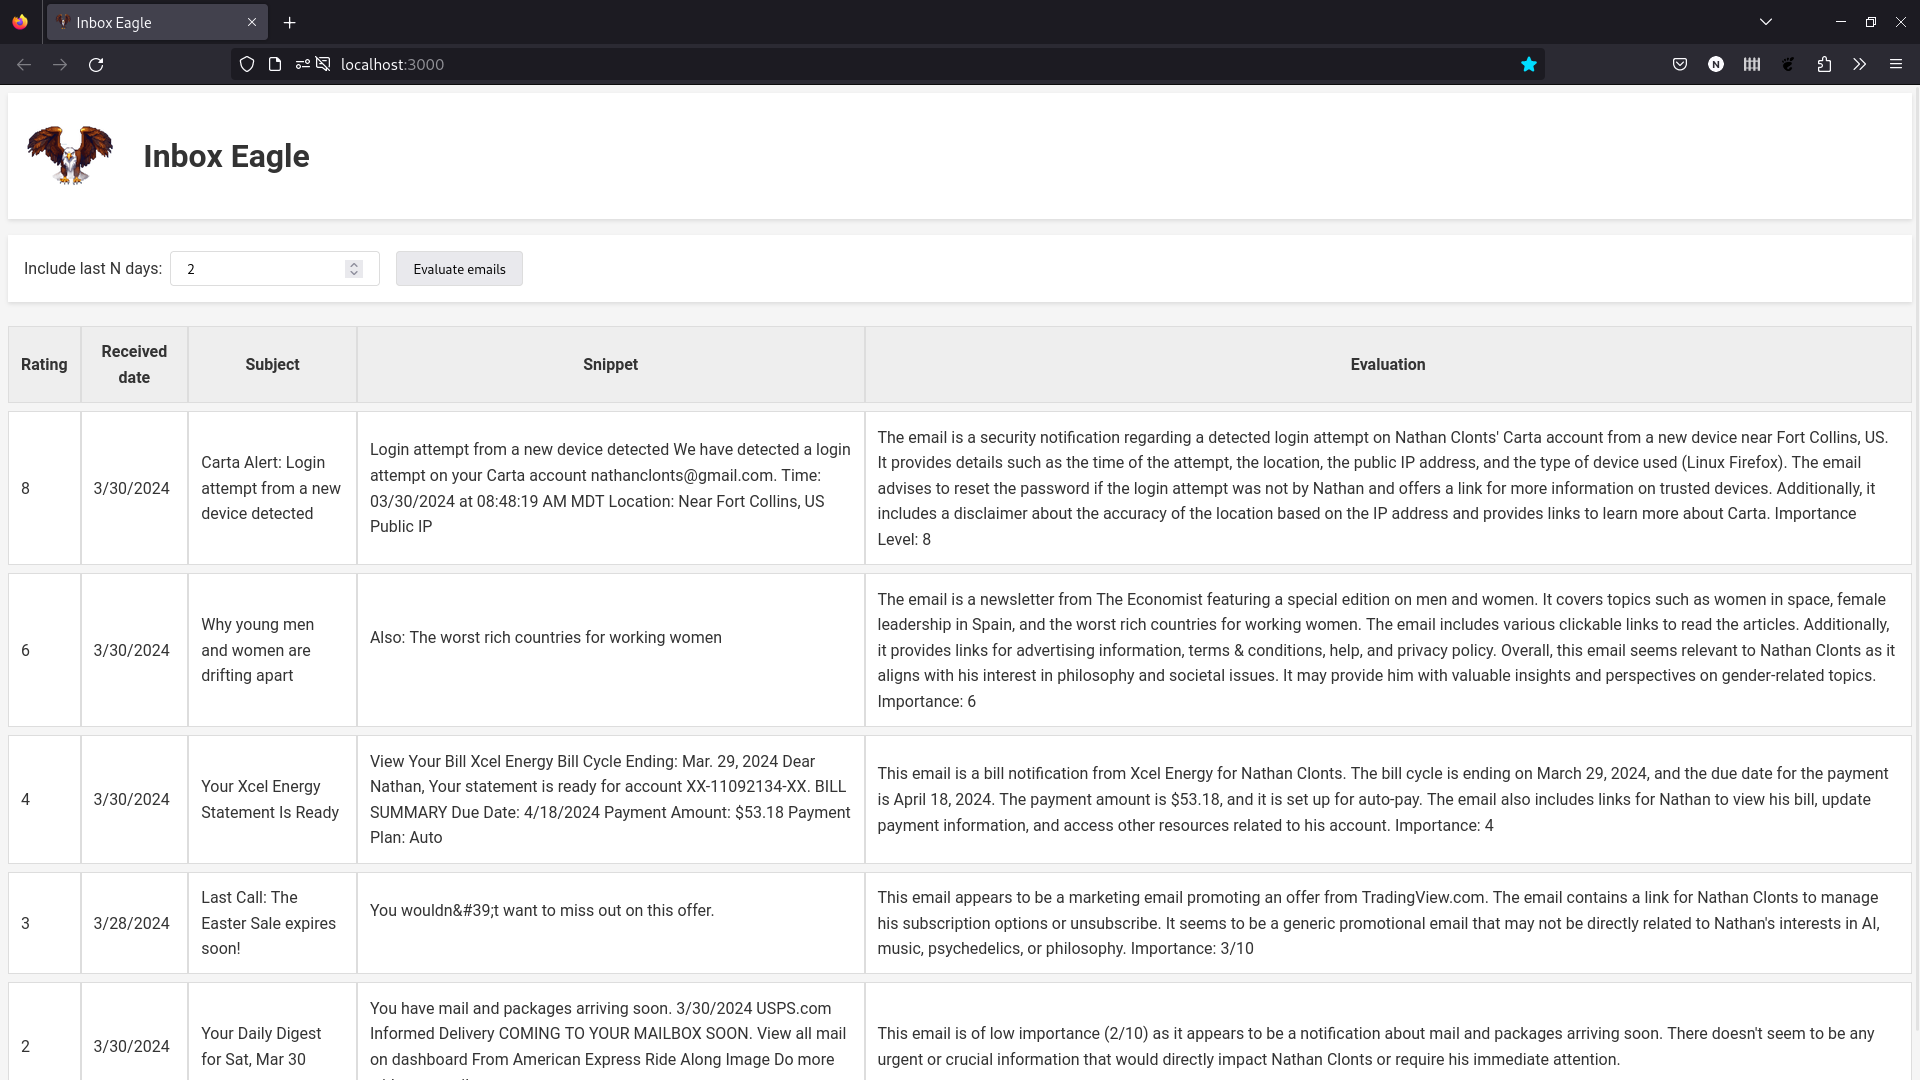 Inbox Eagle
localhost:3000
N
Inbox Eagle
Include last N days: 2 Evaluate emails
Rating
Received
date
Subject
Snippet
Evaluation
8
3/30/2024
Carta Alert: Login
attempt from a new
device detected
Login attempt from a new device detected We have detected a login
attempt on your Carta account nathanclonts@gmail.com. Time:
03/30/2024 at 08:48:19 AM MDT Location: Near Fort Collins, US
Public IP
The email is a security notification regarding a detected login attempt on Nathan Clonts' Carta account from a new device near Fort Collins, US.
It provides details such as the time of the attempt, the location, the public IP address, and the type of device used (Linux Firefox). The email
advises to reset the password if the login attempt was not by Nathan and offers a link for more information on trusted devices. Additionally, it
includes a disclaimer about the accuracy of the location based on the IP address and provides links to learn more about Carta. Importance
Level: 8
6
3/30/2024
Why young men
and women are
drifting apart
Also: The worst rich countries for working women
The email is a newsletter from The Economist featuring a special edition on men and women. It covers topics such as women in space, female
leadership in Spain, and the worst rich countries for working women. The email includes various clickable links to read the articles. Additionally,
it provides links for advertising information, terms & conditions, help, and privacy policy. Overall, this email seems relevant to Nathan Clonts as it
aligns with his interest in philosophy and societal issues. It may provide him with valuable insights and perspectives on gender-related topics.
Importance: 6
4
3/30/2024
Your Xcel Energy
Statement Is Ready
View Your Bill Xcel Energy Bill Cycle Ending: Mar. 29, 2024 Dear
Nathan, Your statement is ready for account XX-11092134-XX. BILL
SUMMARY Due Date: 4/18/2024 Payment Amount: $53.18 Payment
Plan: Auto
This email is a bill notification from Xcel Energy for Nathan Clonts. The bill cycle is ending on March 29, 2024, and the due date for the payment
is April 18, 2024. The payment amount is $53.18, and it is set up for auto-pay. The email also includes links for Nathan to view his bill, update
payment information, and access other resources related to his account. Importance: 4
3
3/28/2024
Last Call: The
Easter Sale expires
soon!
You wouldn&#39;t want to miss out on this offer.
This email appears to be a marketing email promoting an offer from TradingView.com. The email contains a link for Nathan Clonts to manage
his subscription options or unsubscribe. It seems to be a generic promotional email that may not be directly related to Nathan's interests in AI,
music, psychedelics, or philosophy. Importance: 3/10
2
3/30/2024
Your Daily Digest
for Sat, Mar 30
You have mail and packages arriving soon. 3/30/2024 USPS.com
Informed Delivery COMING TO YOUR MAILBOX SOON. View all mail
on dashboard From American Express Ride Along Image Do more
This email is of low importance (2/10) as it appears to be a notification about mail and packages arriving soon. There doesn't seem to be any
urgent or crucial information that would directly impact Nathan Clonts or require his immediate attention.